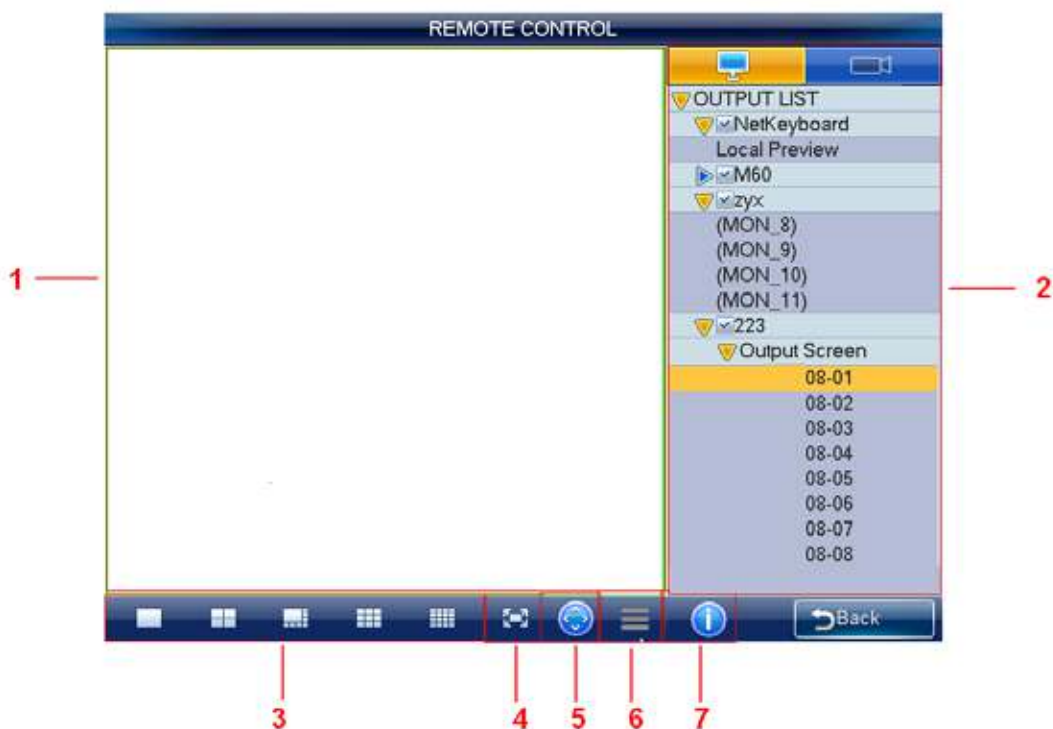 REMOTE CONTROL
OUTPUT LIST
NetKeyboard
Local Preview
M60
zyx
(MON_8)
(MON_9)
(MON_10)
(MON_11)
223
Output Screen
08-01
08-02
08-03
08-04
08-05
08-06
08-07
08-08
Back
1
2
3
4
5
6
7